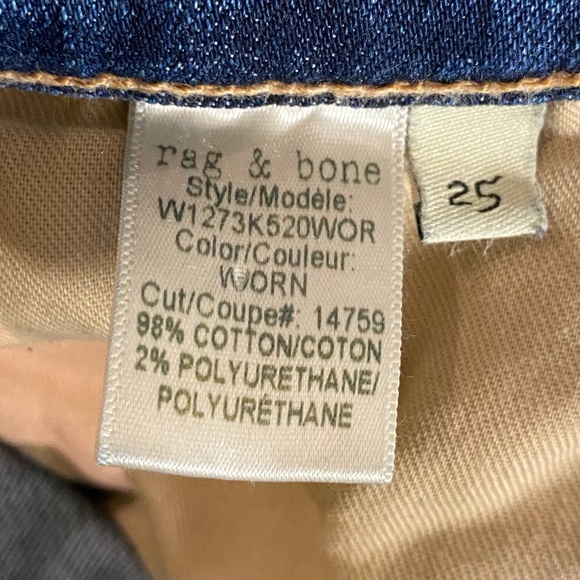 rag & bone
Style/Modèle:
W1273K520WOR
Color/Couleur:
WORN
Cut/Coupe#: 14759
98% COTTON/COTON
2% POLYURETHANE/
POLYURÉTHANE
25